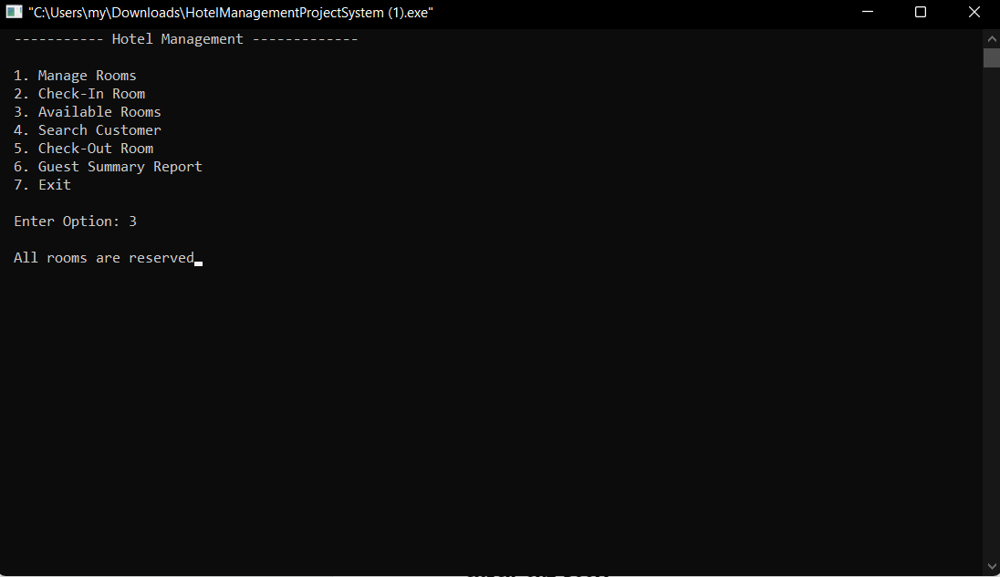 "C:\Users\my\Downloads\HotelManagementProjectSystem (1).exe"
----------- Hotel Management -------------
1. Manage Rooms
2. Check-In Room
3. Available Rooms
4. Search Customer
5. Check-Out Room
6. Guest Summary Report
7. Exit
Enter Option: 3
All rooms are reserved